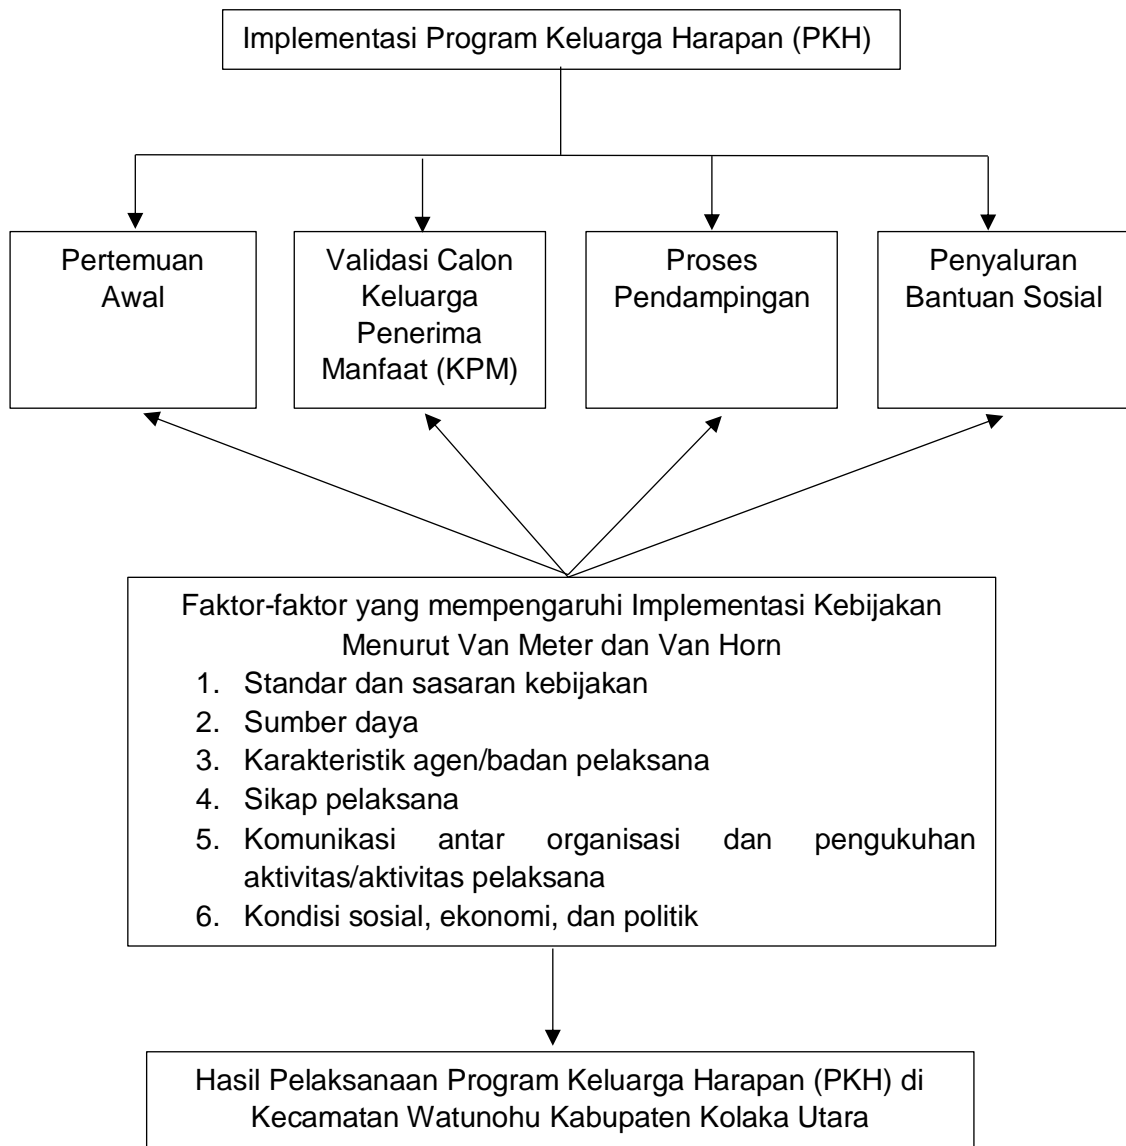 Implementasi Program Keluarga Harapan (PKH)
Pertemuan
Awal
Validasi Calon
Keluarga
Penerima
Manfaat (KPM)
Proses
Pendampingan
Penyaluran
Bantuan Sosial
Faktor-faktor yang mempengaruhi Implementasi Kebijakan
Menurut Van Meter dan Van Horn
1. Standar dan sasaran kebijakan
2. Sumber daya
3. Karakteristik agen/badan pelaksana
4. Sikap pelaksana
5. Komunikasi antar organisasi dan pengukuhan
aktivitas/aktivitas pelaksana
6. Kondisi sosial, ekonomi, dan politik
Hasil Pelaksanaan Program Keluarga Harapan (PKH) di
Kecamatan Watunohu Kabupaten Kolaka Utara